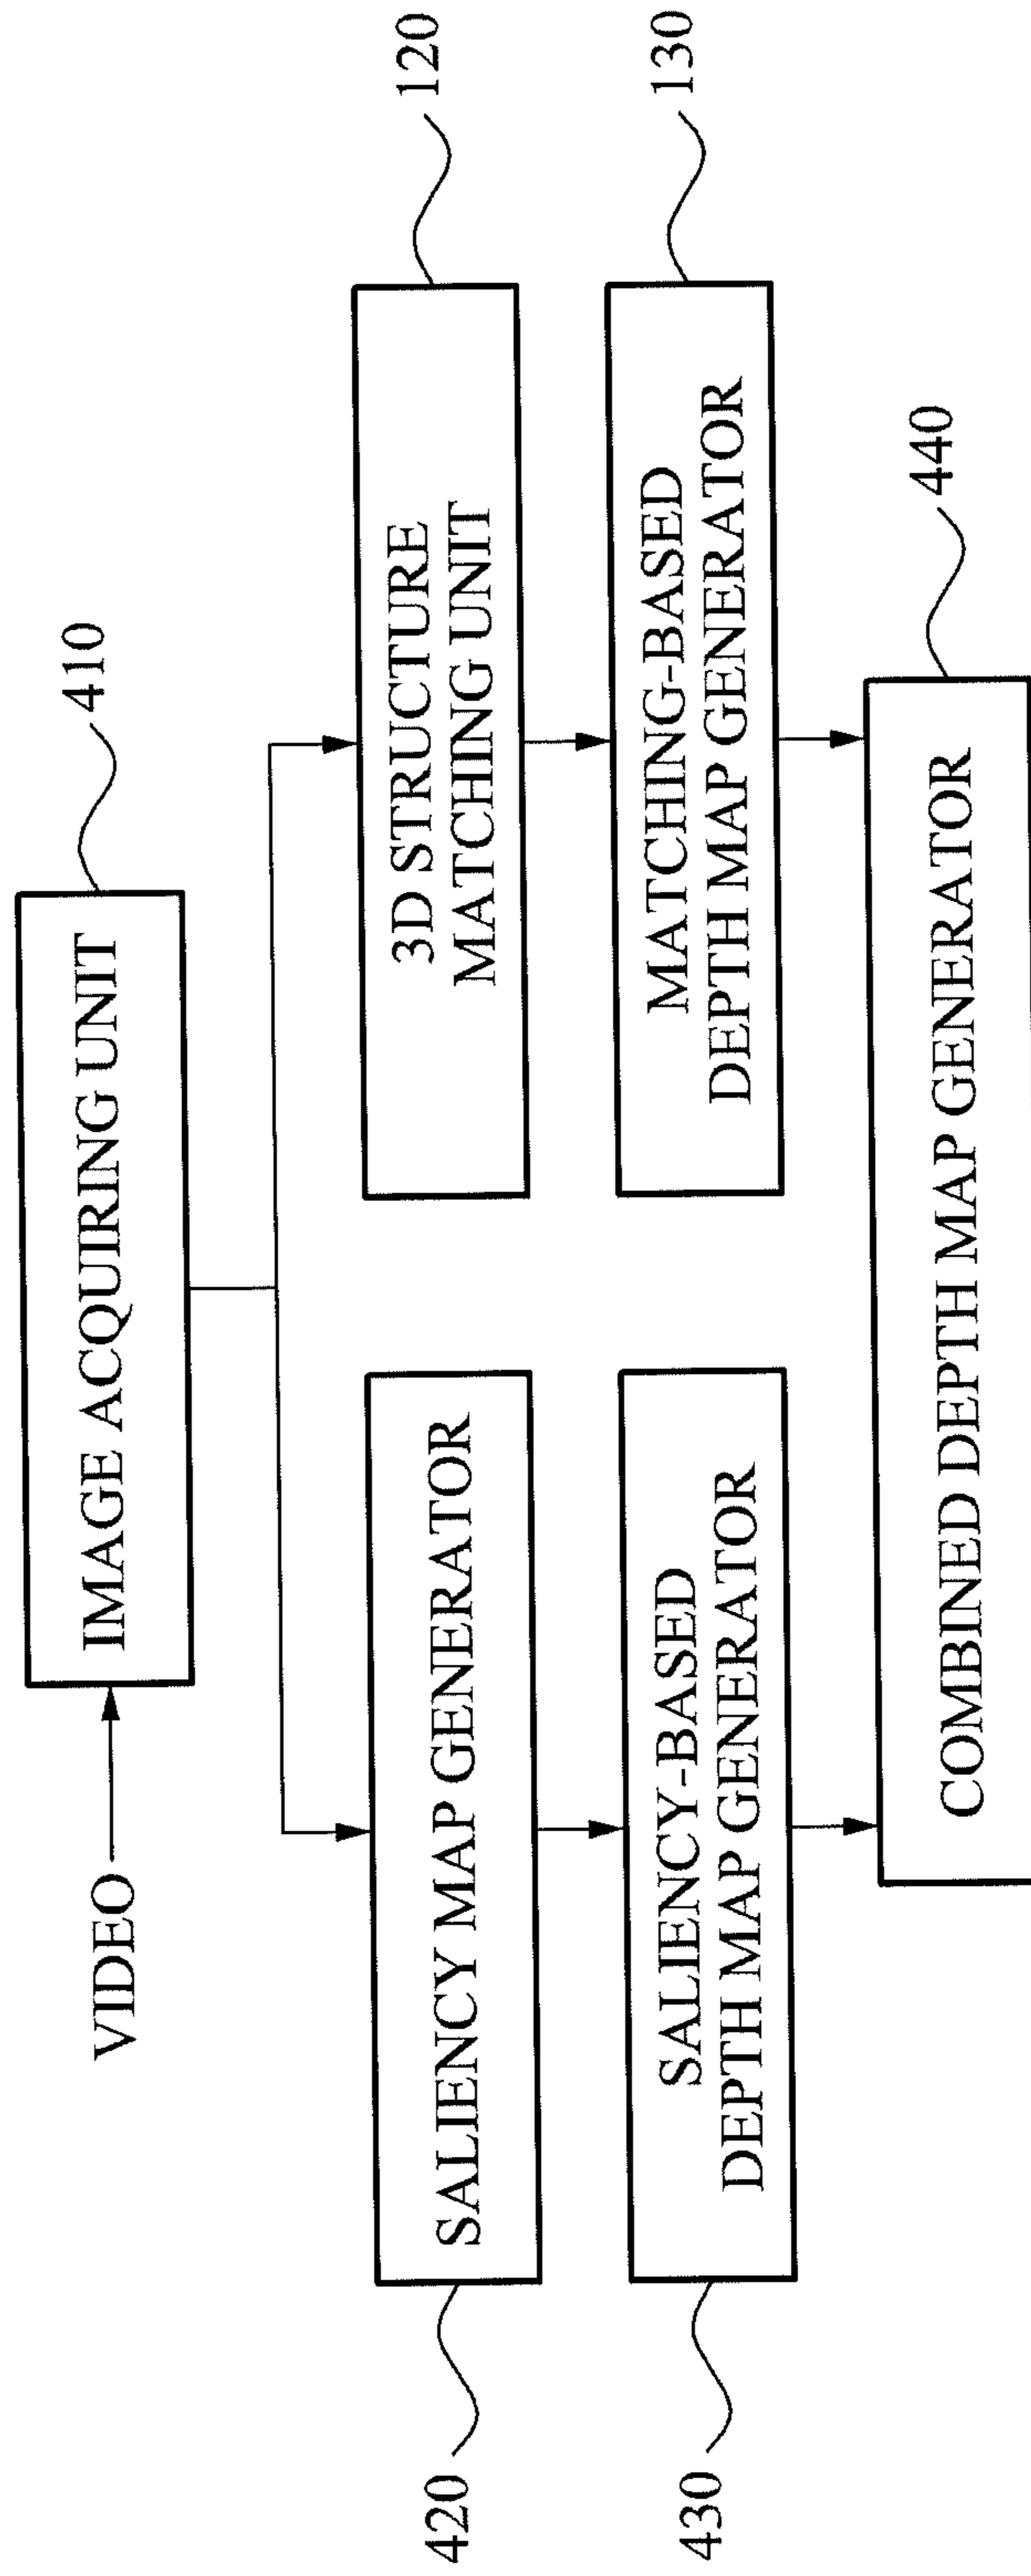 VIDEO
IMAGE ACQUIRING UNIT
410
420
SALIENCY MAP GENERATOR
3D STRUCTURE
MATCHING UNIT
120
430
SALIENCY-BASED
DEPTH MAP GENERATOR
MATCHING-BASED
DEPTH MAP GENERATOR
130
COMBINED DEPTH MAP GENERATOR
440